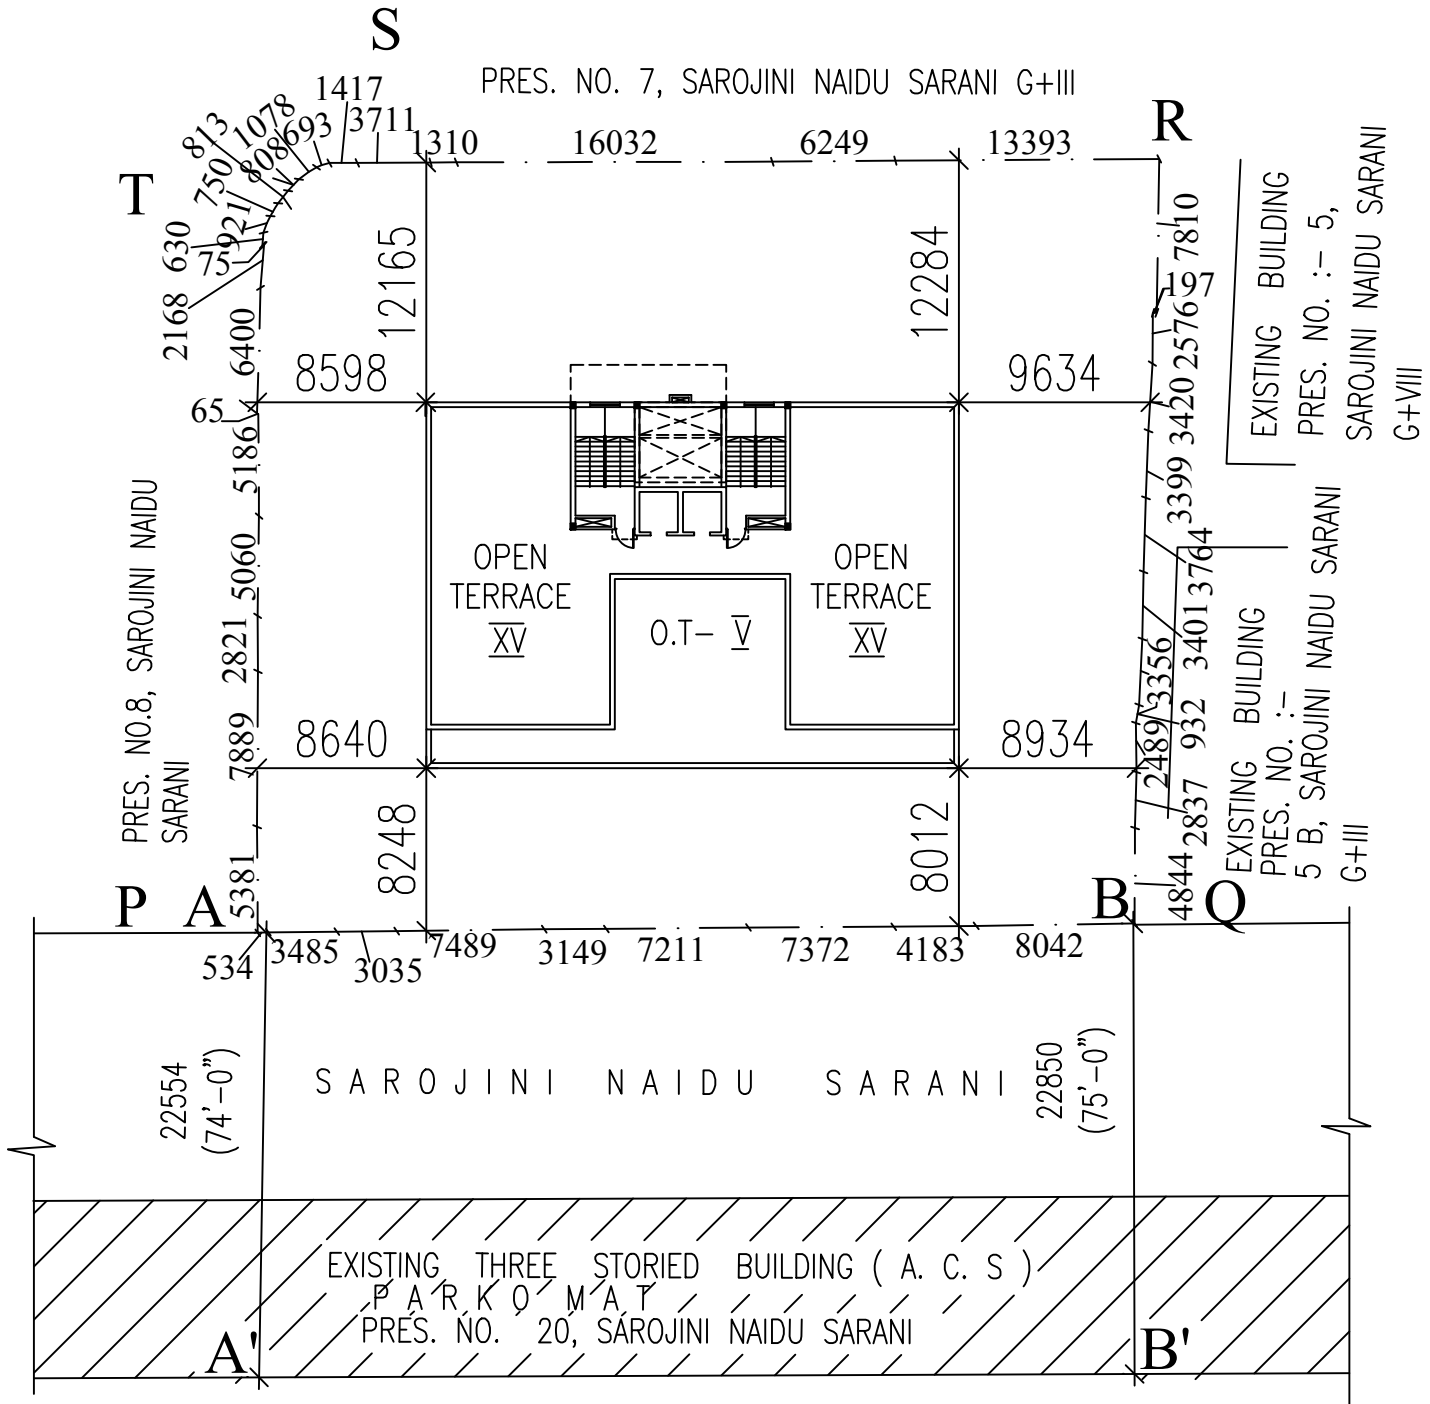 S
PRES. NO. 7, SAROJINI NAIDU SARANI G+III
R
T
1417
3711
1078
693
813
808
750
921
630
75
2168
6400
1310
16032
6249
13393
12165
12284
7810
197
2576
3420
3399
3764
3401
3356
932
2489
2837
4844
8598
9634
65
5186
5060
2821
7889
5381
EXISTING BUILDING
PRES. NO. :- 5,
SAROJINI NAIDU SARANI
G+VIII
PRES. NO.8, SAROJINI NAIDU
SARANI
OPEN
TERRACE
XV
O.T- V
OPEN
TERRACE
XV
EXISTING BUILDING
PRES. NO. :-
5 B, SAROJINI NAIDU SARANI
G+III
8640
8934
8248
8012
P
A
B
Q
534
3485
3035
7489
3149
7211
7372
4183
8042
22554
(74'-0")
SAROJINI NAIDU SARANI
22850
(75'-0")
EXISTING THREE STORIED BUILDING ( A. C. S )
PARKOMAT
PRES. NO. 20, SAROJINI NAIDU SARANI
A'
B'